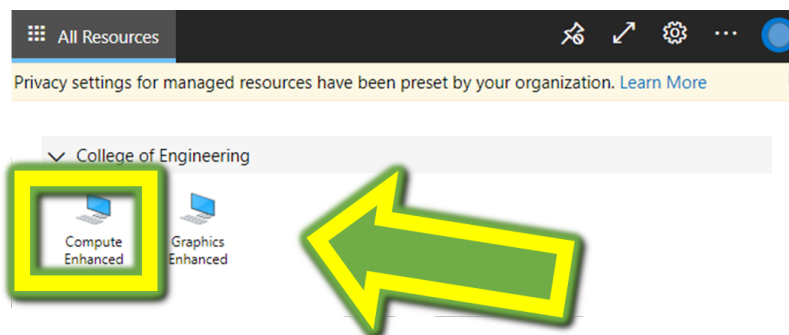 All Resources
Privacy settings for managed resources have been preset by your organization. Learn More
College of Engineering
Compute
Enhanced
Graphics
Enhanced